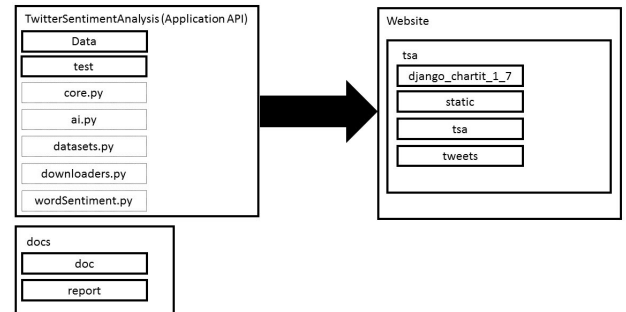 TwitterSentimentAnalysis (Application API)
Data
test
core.py
ai.py
datasets.py
downloaders.py
wordSentiment.py
Website
tsa
django_chartit_1_7
static
tsa
tweets
docs
doc
report